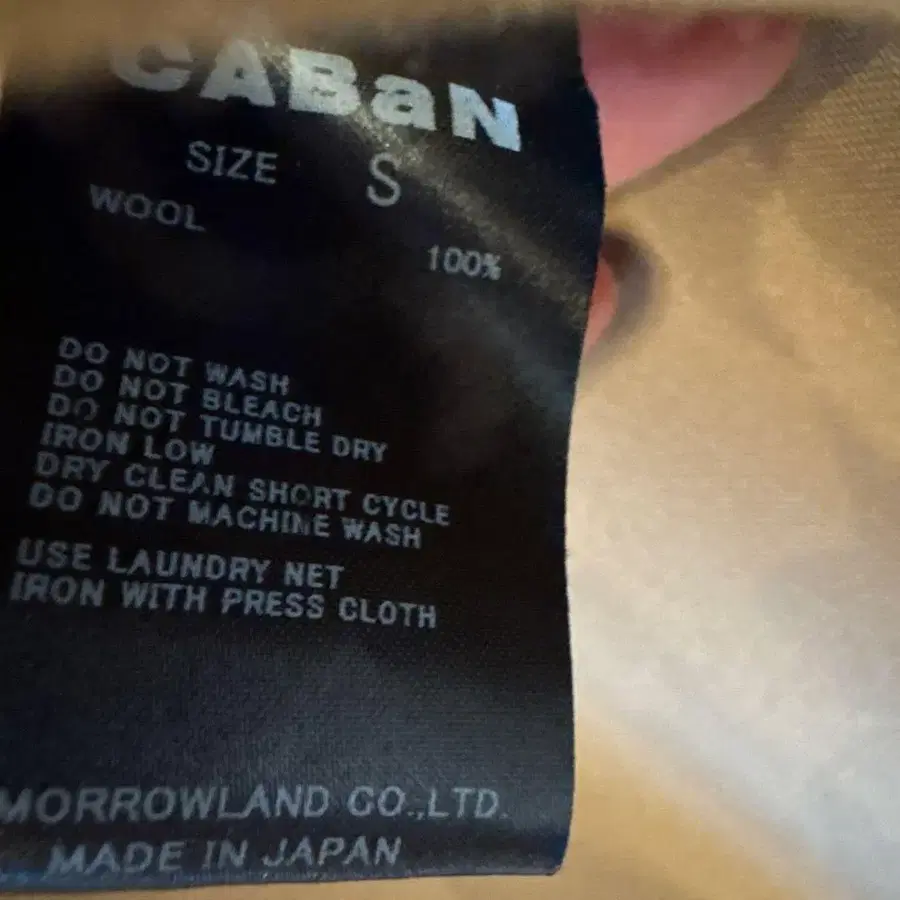 CABaN
SIZE S
WOOL
100%
DO NOT WASH
DO NOT BLEACH
DO NOT TUMBLE DRY
IRON LOW
DRY CLEAN SHORT CYCLE
DO NOT MACHINE WASH
USE LAUNDRY NET
IRON WITH PRESS CLOTH
MORROWLAND CO.,LTD.
MADE IN JAPAN